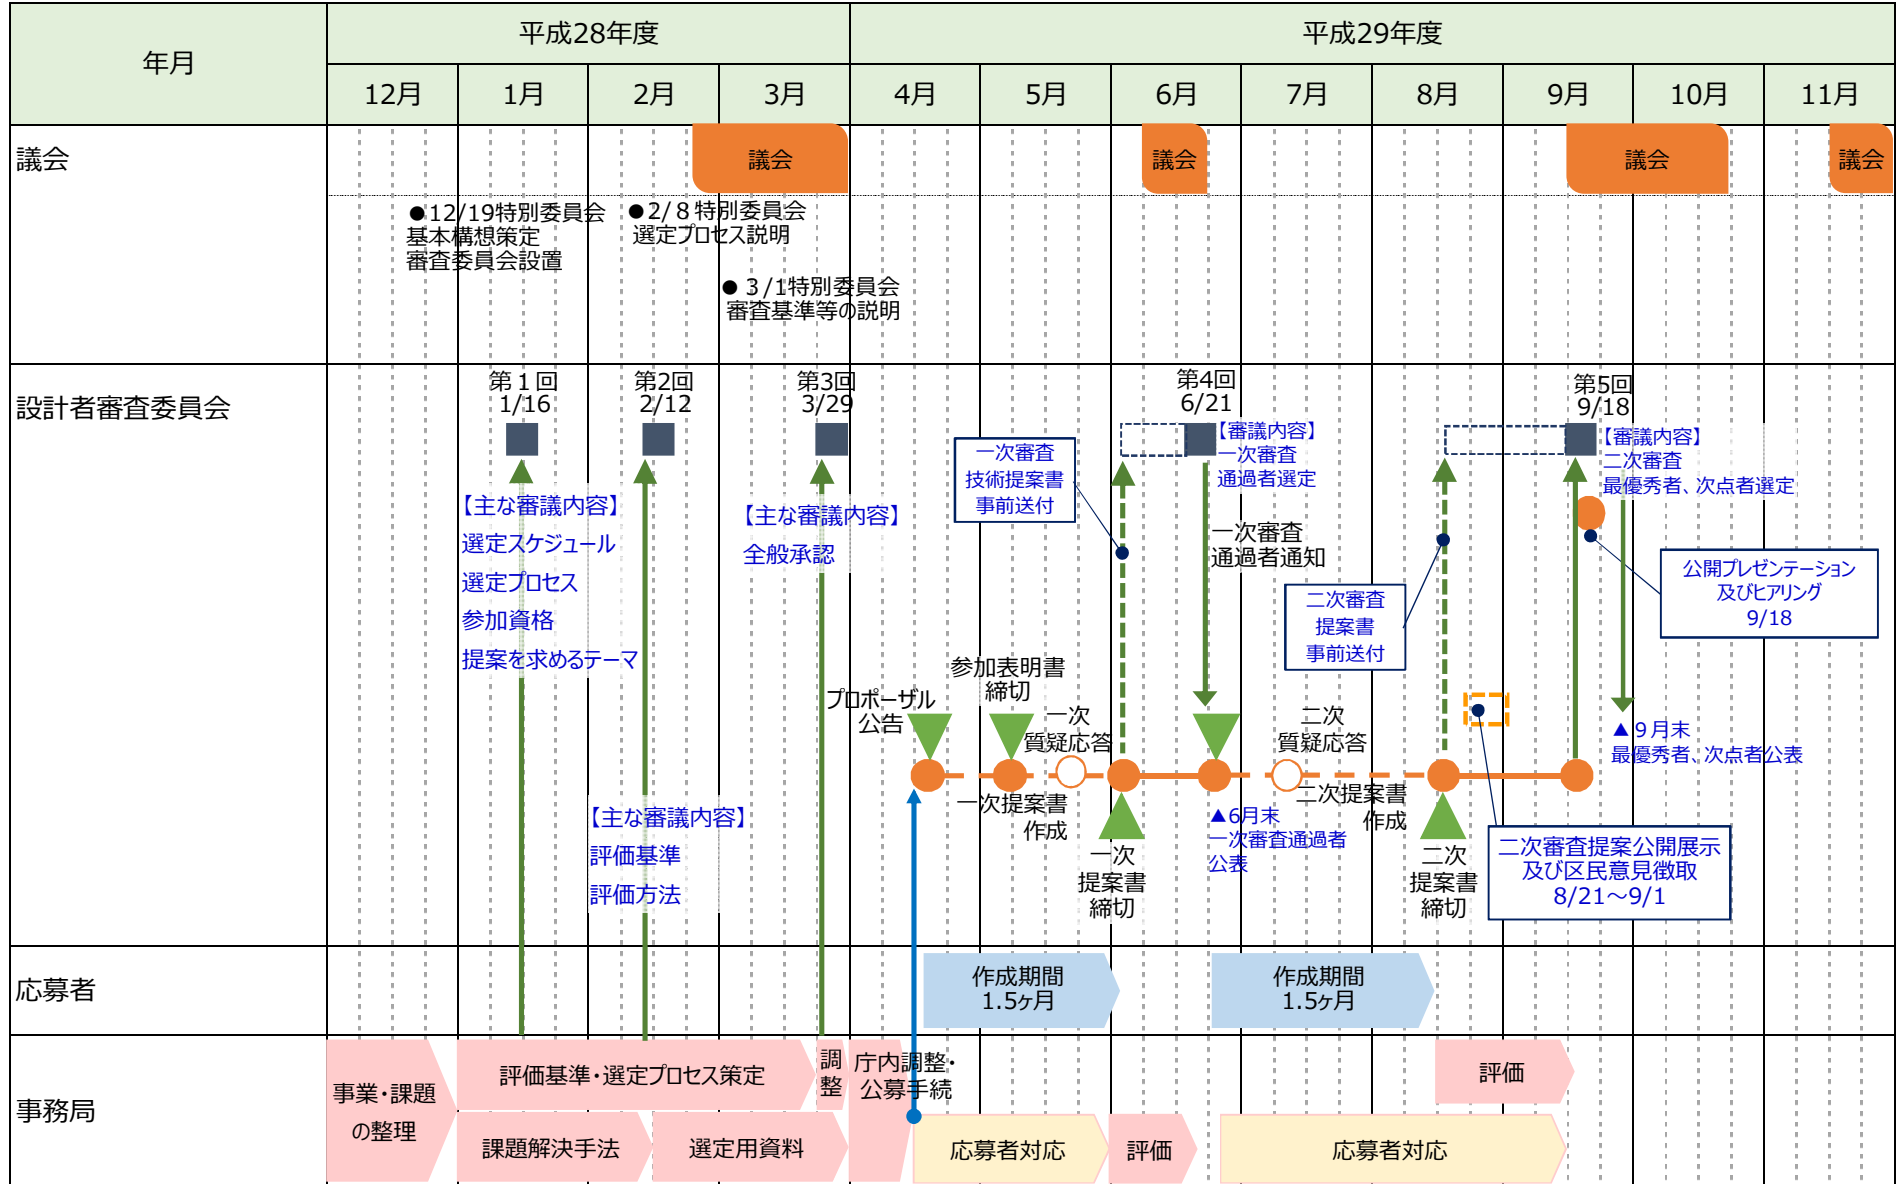 年月
平成28年度
平成29年度
12月
1月
2月
3月
4月
5月
6月
7月
8月
9月
10月
11月
議会
議会
議会
議会
議会
●12/19特別委員会
基本構想策定
審査委員会設置
●2/８特別委員会
選定プロセス説明
●３/1特別委員会
審査基準等の説明
設計者審査委員会
第１回
1/16
第2回
2/12
第3回
3/29
第4回
6/21
第5回
9/18
【主な審議内容】
選定スケジュール
選定プロセス
参加資格
提案を求めるテーマ
【主な審議内容】
評価基準
評価方法
【主な審議内容】
全般承認
一次審査
技術提案書
事前送付
【審議内容】
一次審査
通過者選定
一次審査
通過者通知
二次審査
提案書
事前送付
【審議内容】
二次審査
最優秀者、次点者選定
公開プレゼンテーション
及びヒアリング
9/18
プロポーザル
公告
参加表明書
締切
一次
質疑応答
一次提案書
作成
一次
提案書
締切
▲6月末
一次審査通過者
公表
二次
質疑応答
二次提案書
作成
二次
提案書
締切
▲９月末
最優秀者、次点者公表
二次審査提案公開展示
及び区民意見徴取
8/21～9/1
応募者
作成期間
1.5ヶ月
作成期間
1.5ヶ月
事務局
事業・課題
の整理
評価基準・選定プロセス策定
調
整
庁内調整・
公募手続
評価
課題解決手法
選定用資料
応募者対応
評価
応募者対応